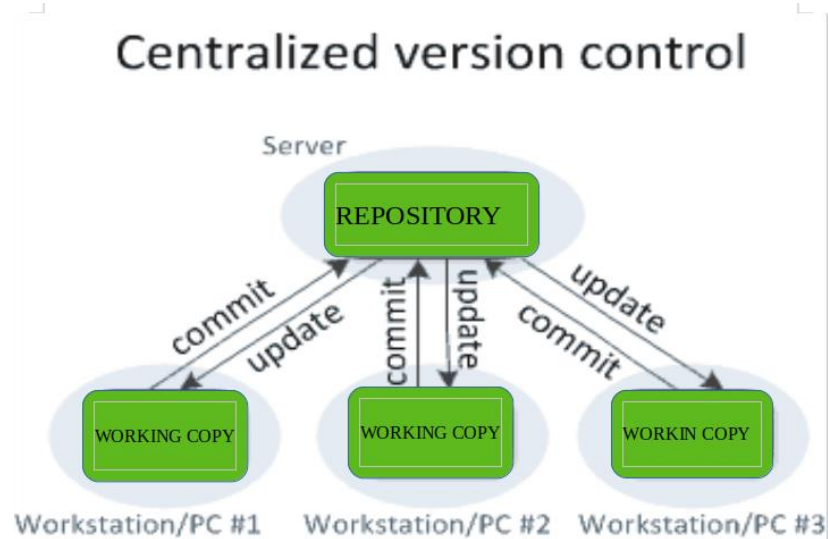 Centralized version control
Server
REPOSITORY
commit
update
commit
update
update
commit
WORKING COPY
WORKING COPY
WORKIN COPY
Workstation/PC #1
Workstation/PC #2
Workstation/PC #3